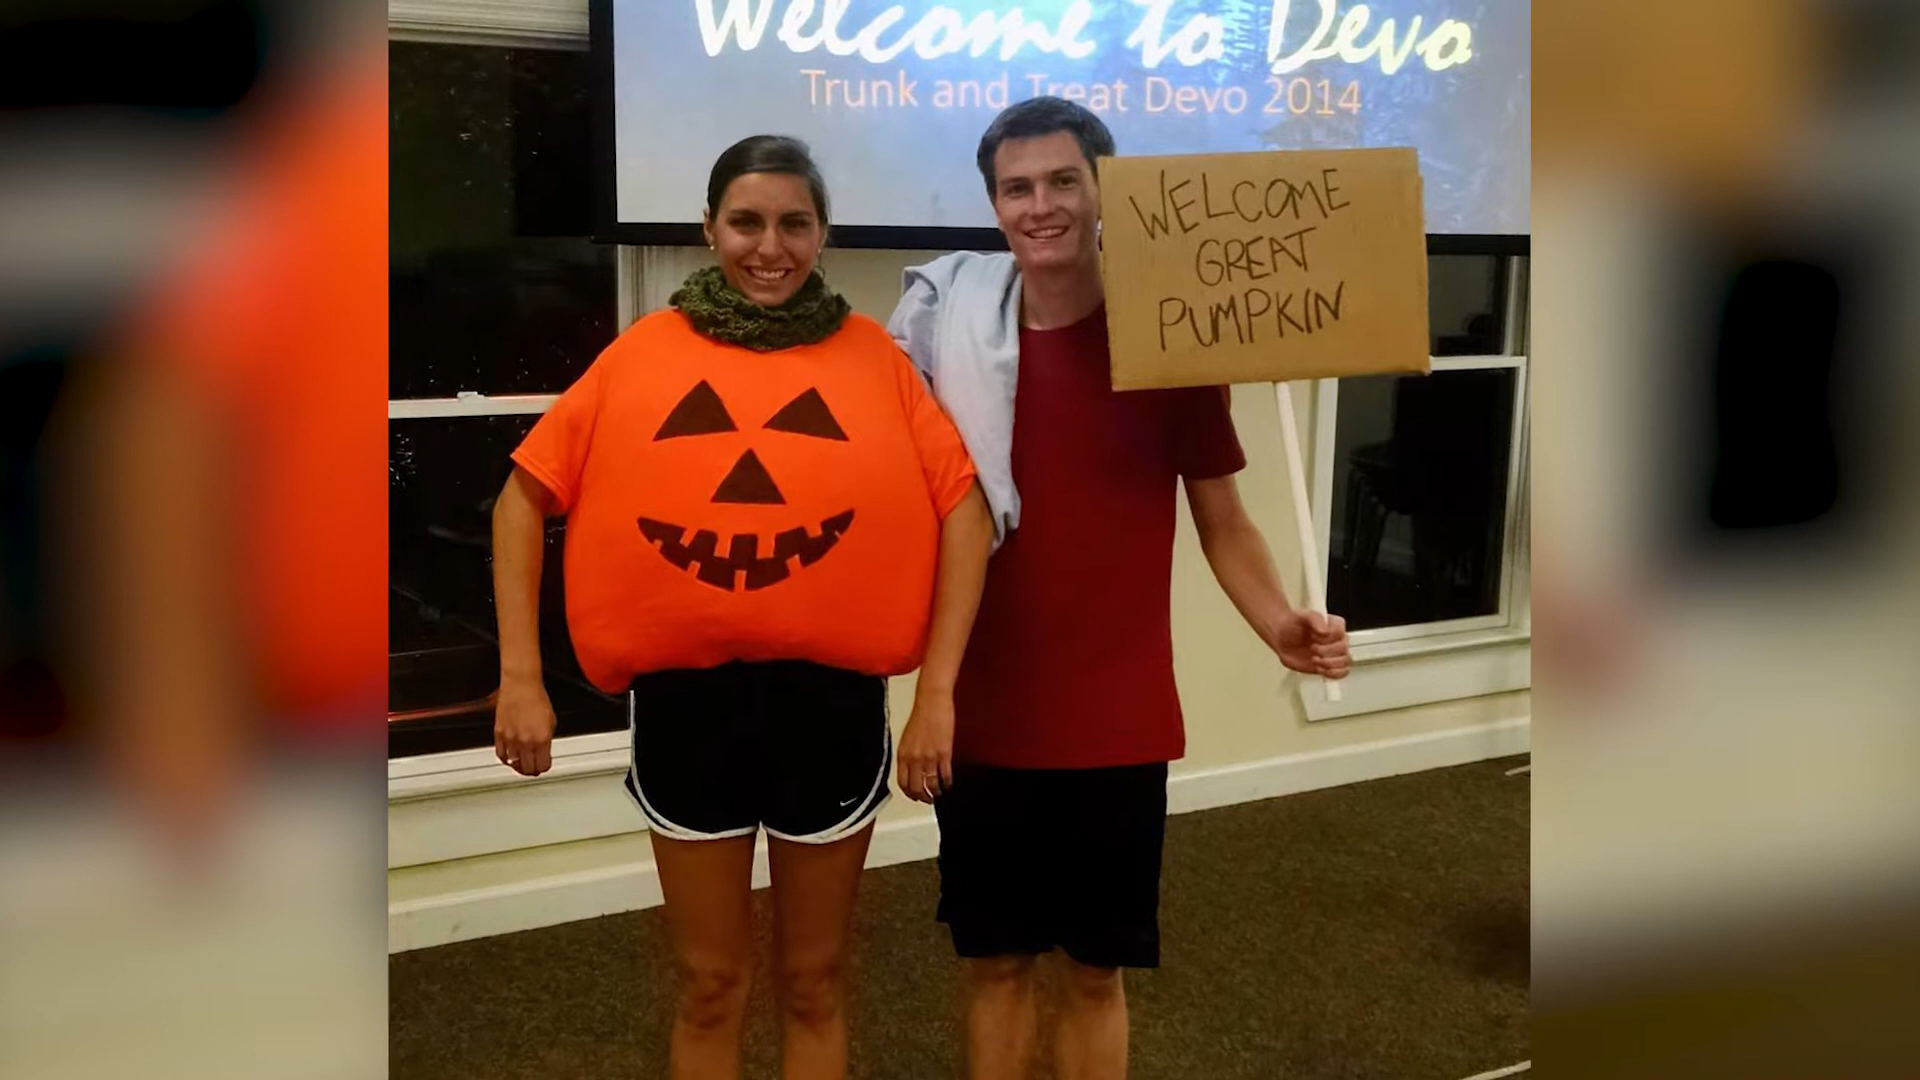 Welcome to Devo
Trunk and Treat Devo 2014
WELCOME
GREAT
PUMPKIN